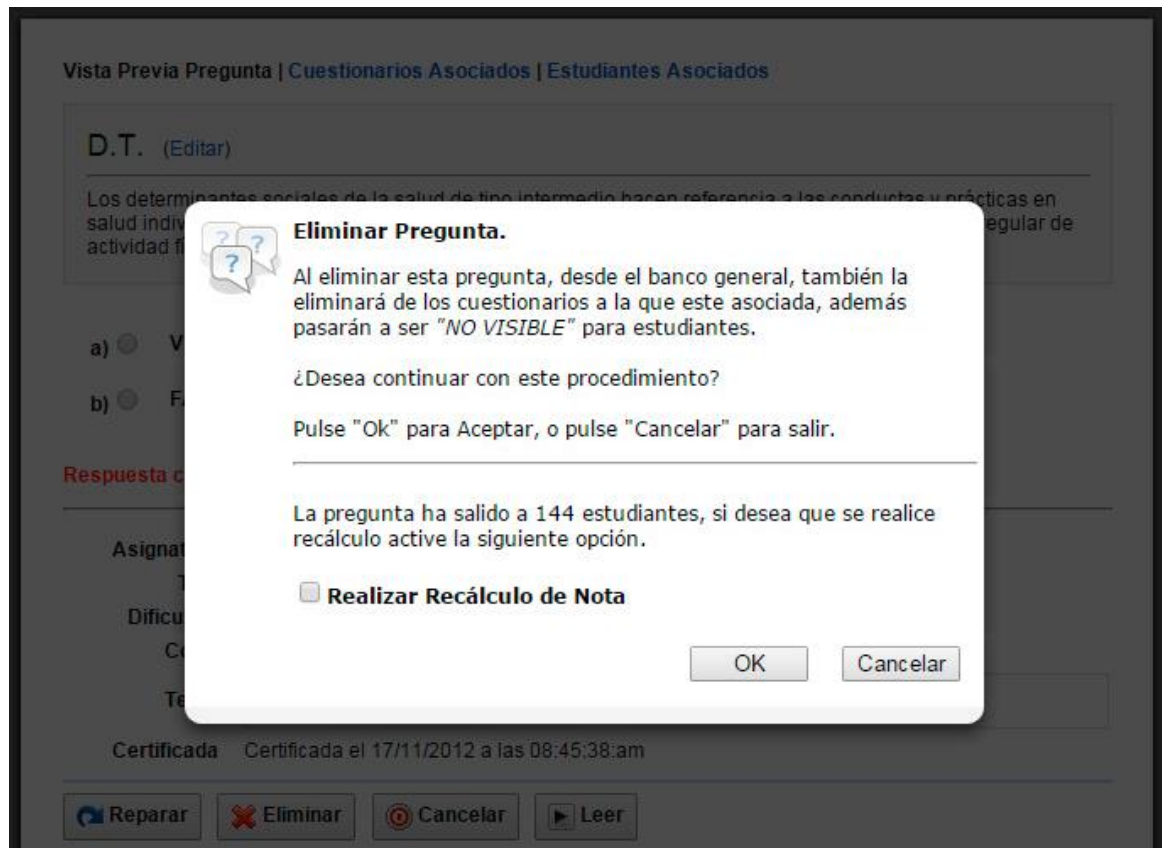 Vista Previa Pregunta | Cuestionarios Asociados | Estudiantes Asociados
D.T. (Editar)
Los determinantes sociales de la salud de tipo intermedio hacen referencia a las conductas y prácticas en
salud indiv egular de
actividad fí
Eliminar Pregunta.
Al eliminar esta pregunta, desde el banco general, también la
eliminará de los cuestionarios a la que este asociada, además
pasarán a ser "NO VISIBLE" para estudiantes.
¿Desea continuar con este procedimiento?
Pulse "Ok" para Aceptar, o pulse "Cancelar" para salir.
a) V
b) F
Respuesta c
La pregunta ha salido a 144 estudiantes, si desea que se realice
recálculo active la siguiente opción.
Realizar Recálculo de Nota
OK Cancelar
Asignat
T
Dificu
Co
Te
Certificada Certificada el 17/11/2012 a las 08:45:38:am
Reparar Eliminar Cancelar Leer